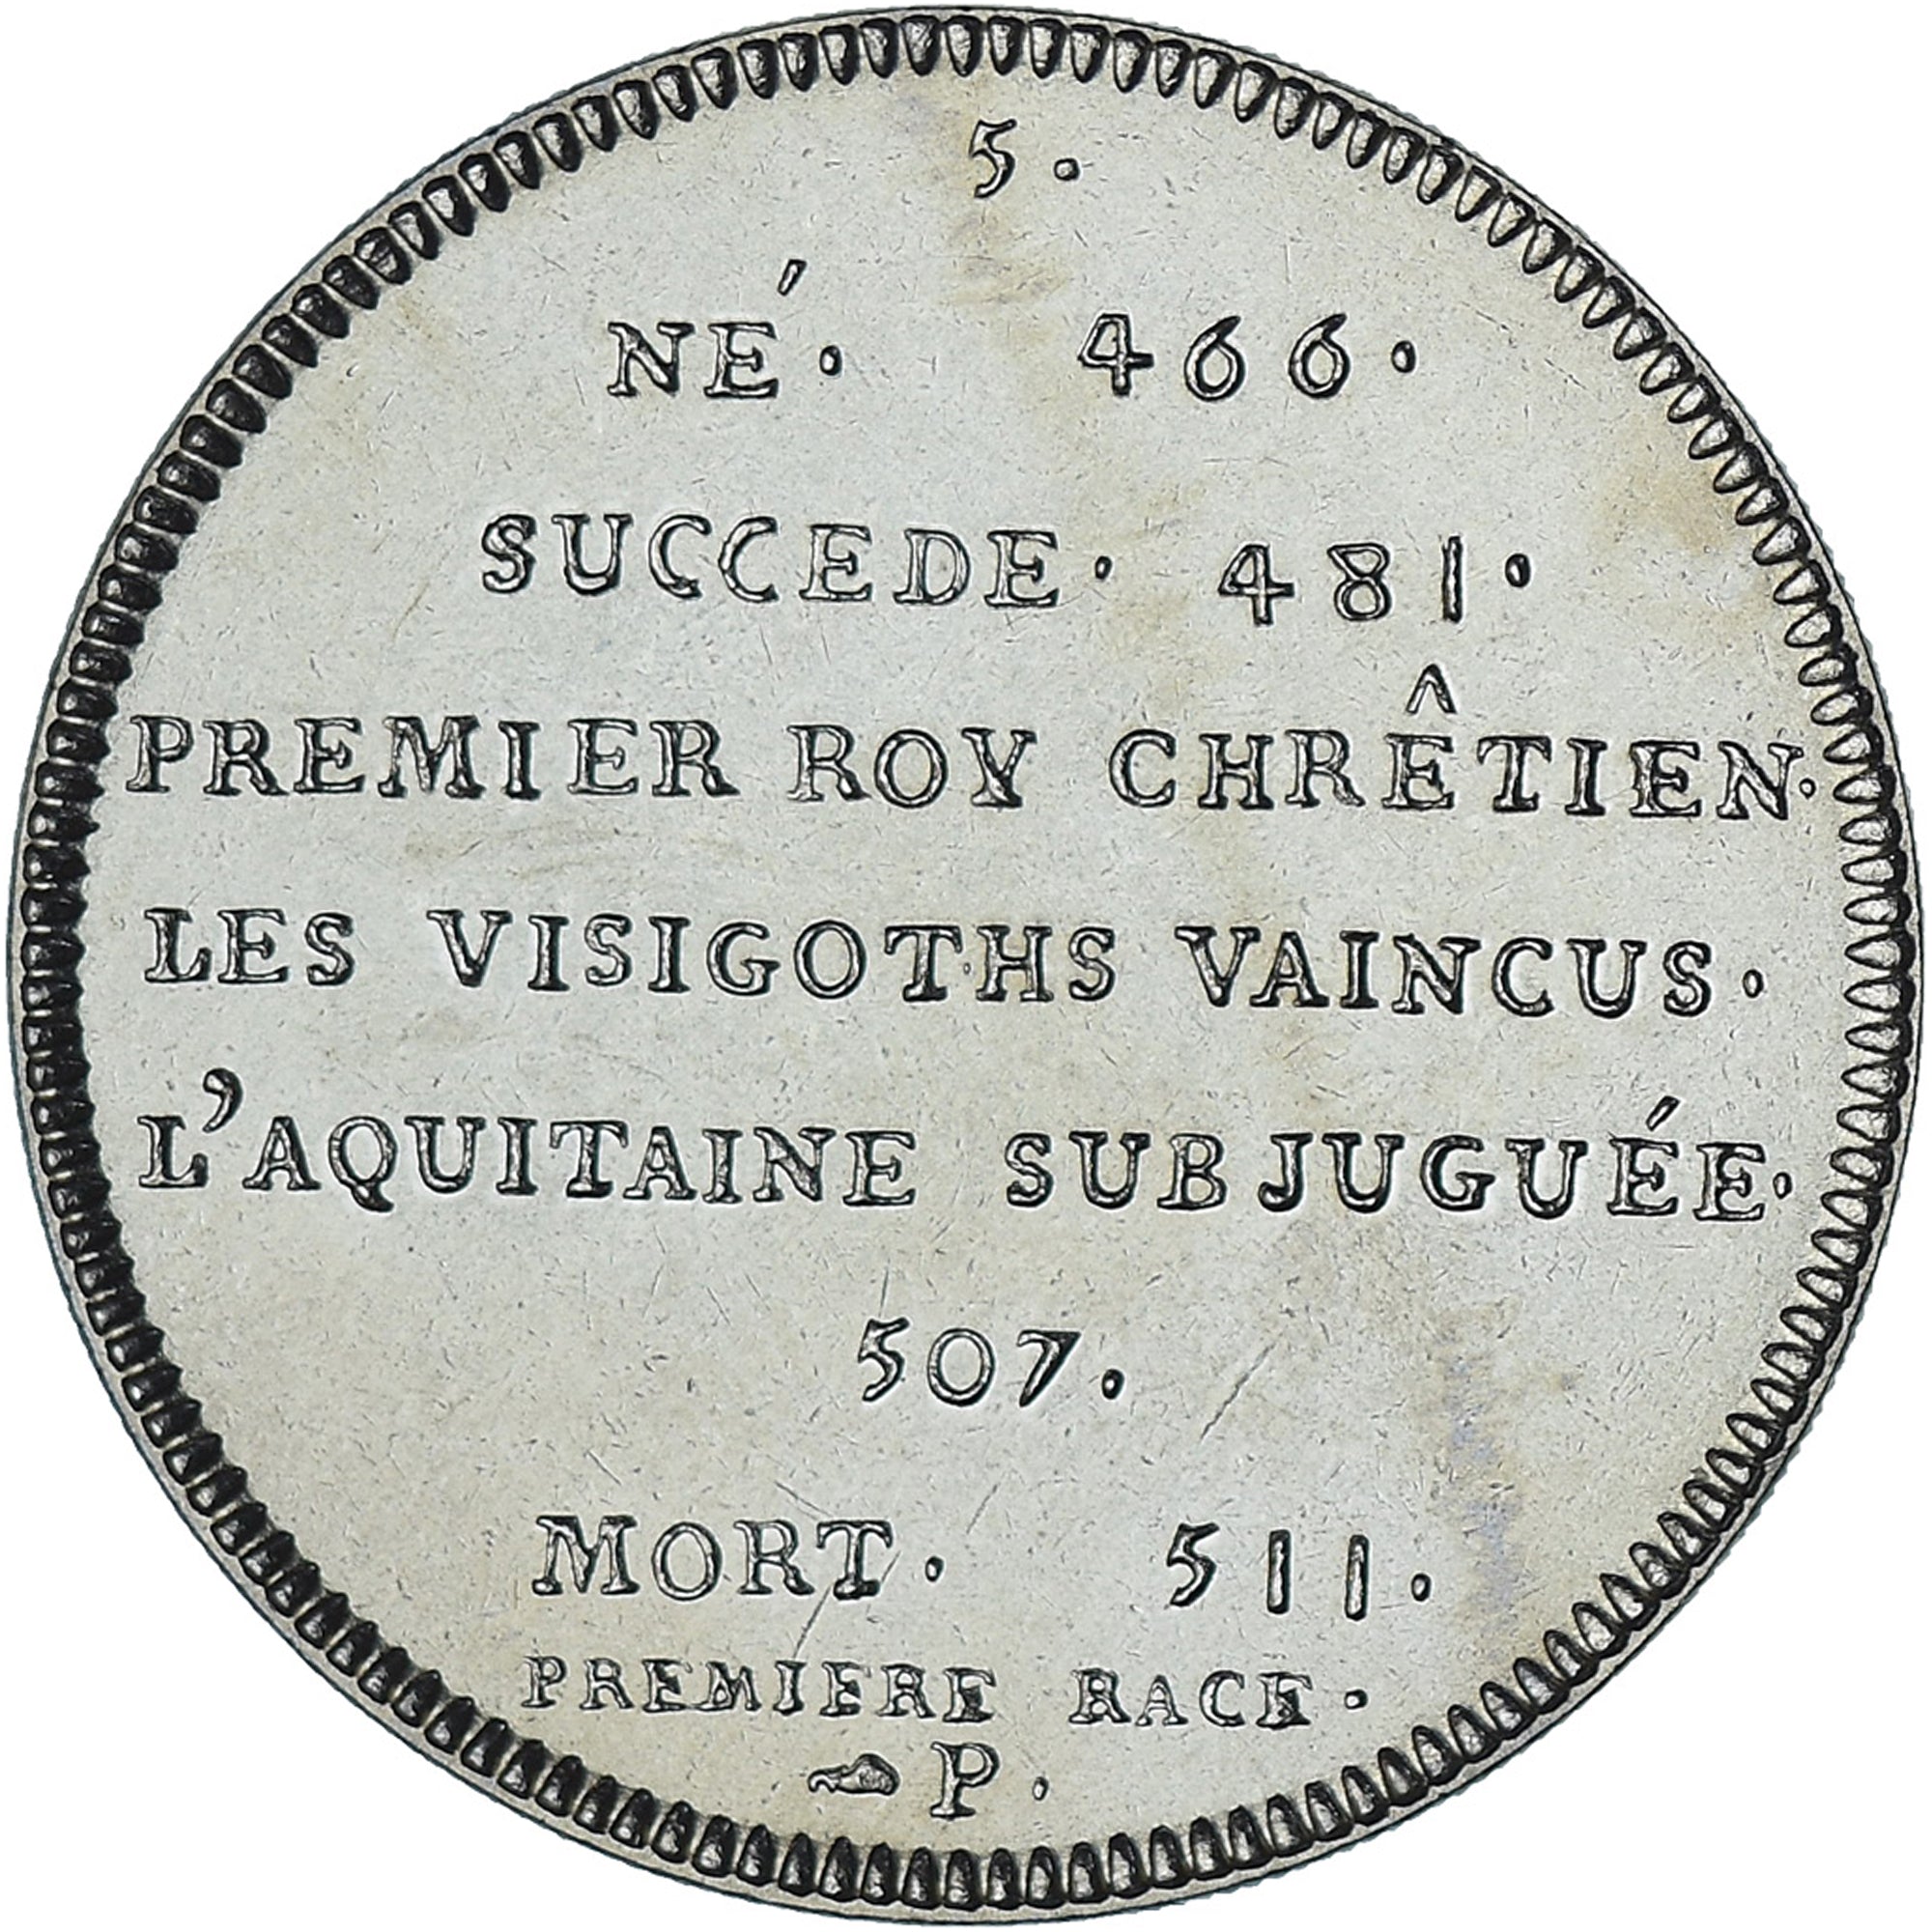 5.
NÉ. 466.
SUCCEDE. 481.
PREMIER ROY CHRÊTIEN.
LES VISIGOTHS VAINCUS.
L'AQUITAINE SUBJUGUÉE.
507.
MORT. 511.
PREMIERE RACE.
P.